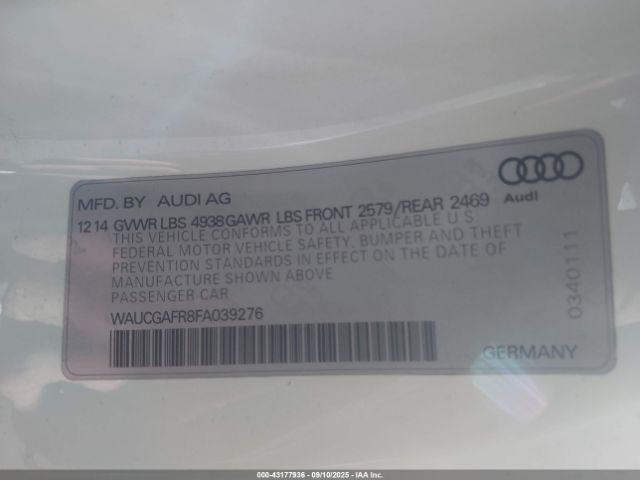 MFD. BY AUDI AG
12 14 GVWR LBS 4938 GAWR LBS FRONT 2579/REAR 2469
THIS VEHICLE CONFORMS TO ALL APPLICABLE U S
FEDERAL MOTOR VEHICLE SAFETY, BUMPER AND THEFT
PREVENTION STANDARDS IN EFFECT ON THE DATE OF
MANUFACTURE SHOWN ABOVE
PASSENGER CAR
WAUCGAFR8FA039276
Audi
0340111
GERMANY
000-43177936 - 09/10/2025 - IAA Inc.